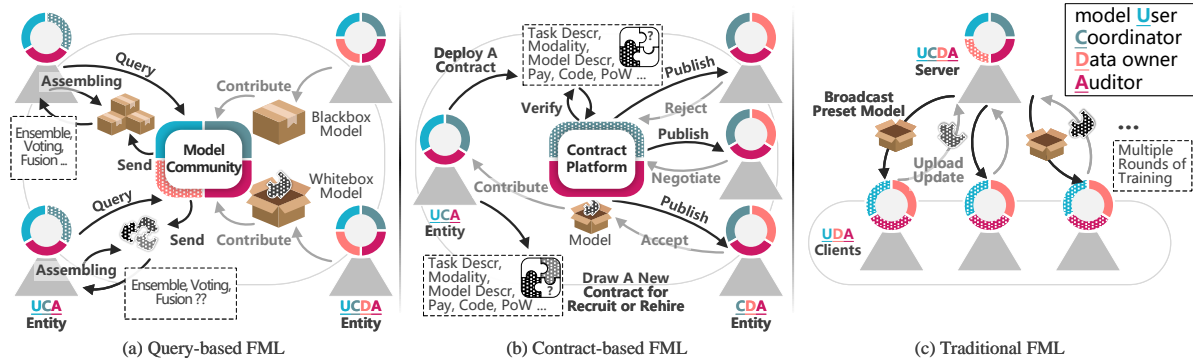 Query
Assembling
Ensemble,
Voting,
Fusion ...
Send
Contribute
Blackbox
Model
Model
Community
Whitebox
Model
Query
Send
Contribute
Assembling
Ensemble, Voting,
Fusion ??
UCA
Entity
UCDA
Entity
(a) Query-based FML
Deploy A
Contract
Task Descr,
Modality,
Model Descr,
Pay, Code, PoW ...
?
Verify
Publish
Reject
Contract
Platform
Publish
Negotiate
Contribute
Publish
Model
Accept
UCA
Entity
Task Descr,
Modality,
Model Descr,
Pay, Code, PoW ...
?
Draw A New
Contract for
Recruit or Rehire
CDA
Entity
(b) Contract-based FML
UCDA
Server
model User
Coordinator
Data owner
Auditor
Broadcast
Preset Model
Upload
Update
...
Multiple
Rounds of
Training
UDA
Clients
(c) Traditional FML